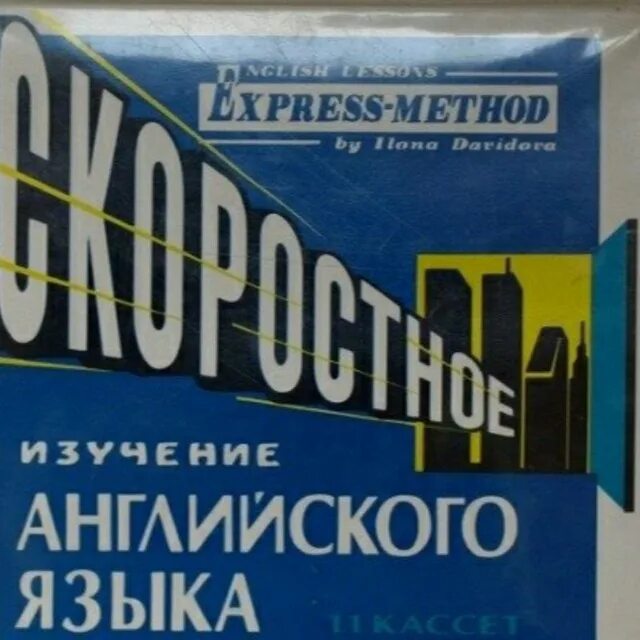 ENGLISH LESSONS
EXPRESS-METHOD
by Ilona Davidova
СКОРОСТНОЕ
ИЗУЧЕНИЕ
АНГЛИЙСКОГО
ЯЗЫКА
11 КАССЕТ